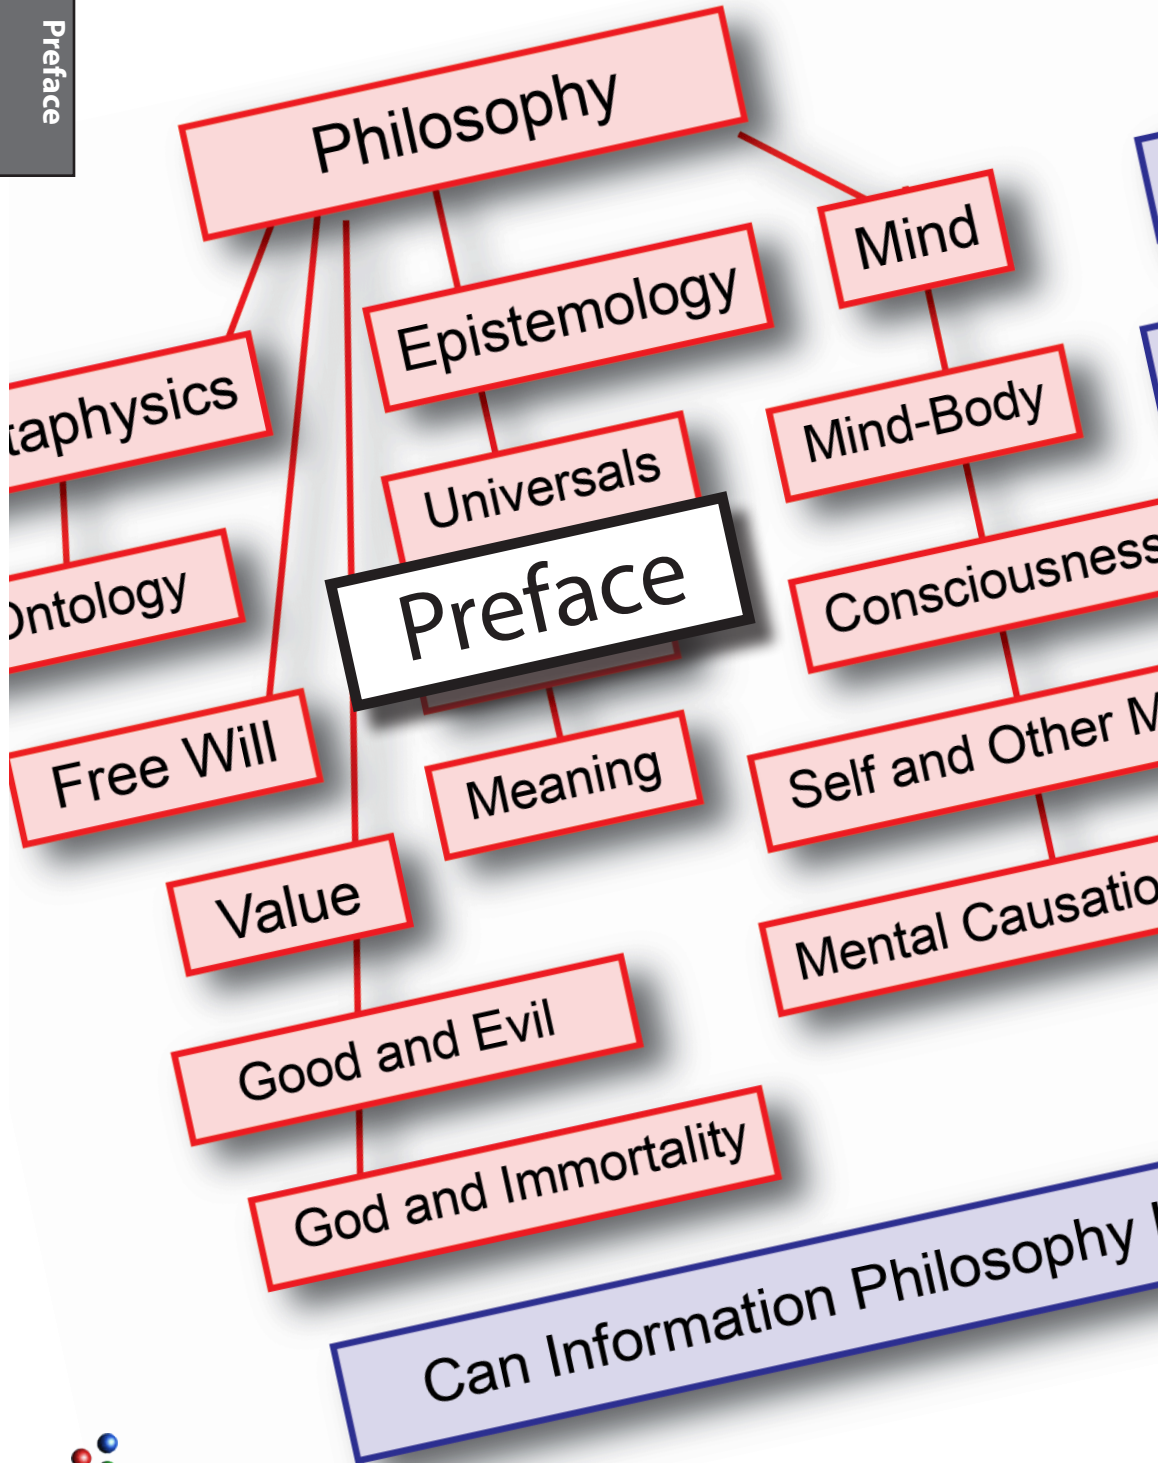 Preface
Philosophy
Mind
Epistemology
taphysics
Mind-Body
Universals
Consciousness
Ontology
Preface
Self and Other M
Free Will
Meaning
Value
Mental Causatio
Good and Evil
God and Immortality
Can Information Philosophy